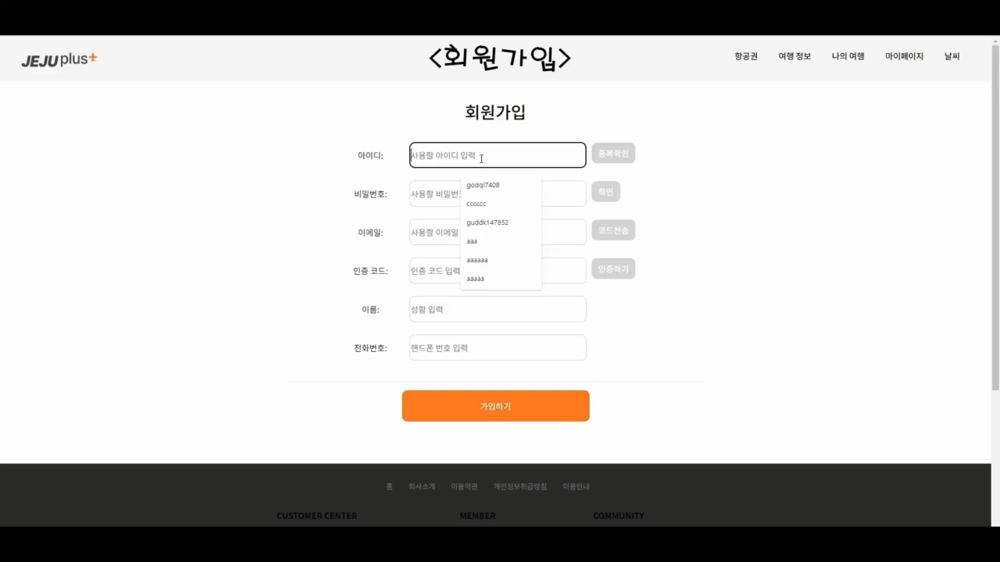 JEJU plus+
<회원가입>
항공권 여행 정보 나의 여행 마이페이지 날씨
회원가입
아이디: 사용할 아이디 입력 중복확인
godql7408
비밀번호: 사용할 비밀번 확인
cccccc
guddk147852
이메일: 사용할 이메일 코드전송
aaa
aaaaaa
인증 코드: 인증 코드 입력 인증하기
aaaaa
이름: 성함 입력
전화번호: 핸드폰 번호 입력
가입하기
홈 회사소개 이용약관 개인정보취급방침 이용안내
CUSTOMER CENTER MEMBER COMMUNITY